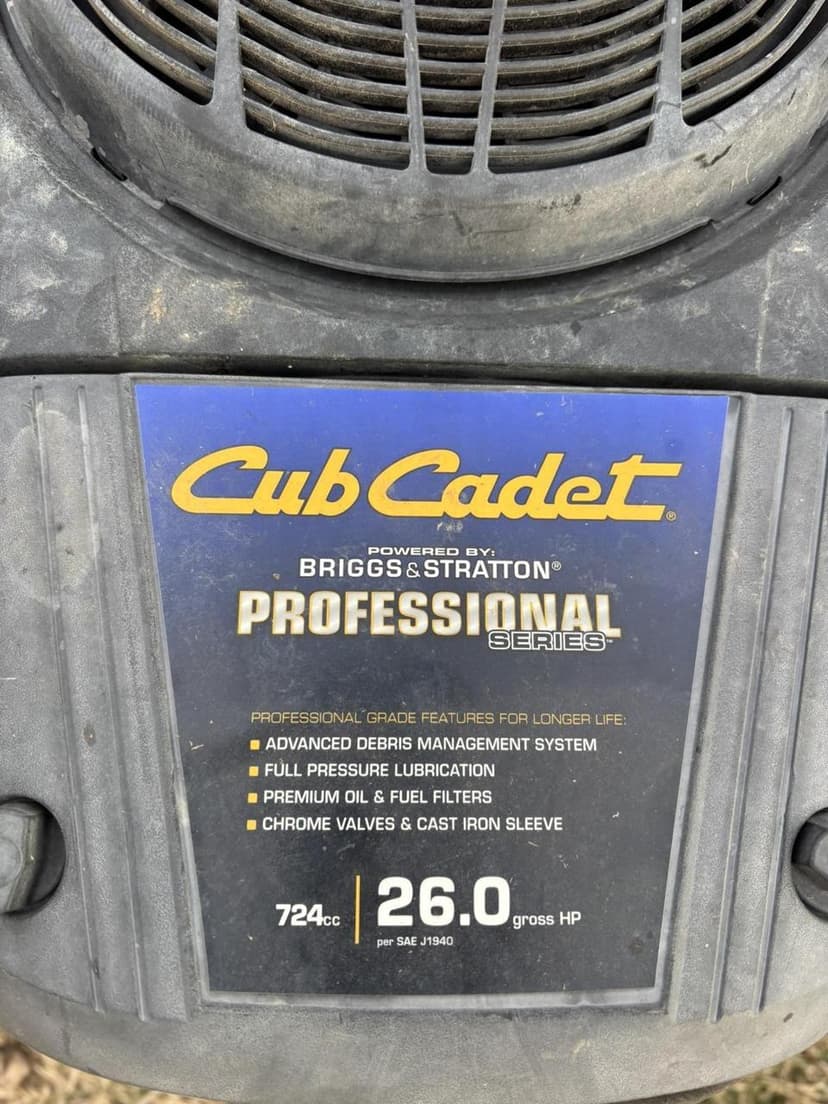 Cub Cadet®
POWERED BY:
BRIGGS & STRATTON®
PROFESSIONAL
SERIES™
PROFESSIONAL GRADE FEATURES FOR LONGER LIFE:
■ ADVANCED DEBRIS MANAGEMENT SYSTEM
■ FULL PRESSURE LUBRICATION
■ PREMIUM OIL & FUEL FILTERS
■ CHROME VALVES & CAST IRON SLEEVE
724cc | 26.0 gross HP
per SAE J1940